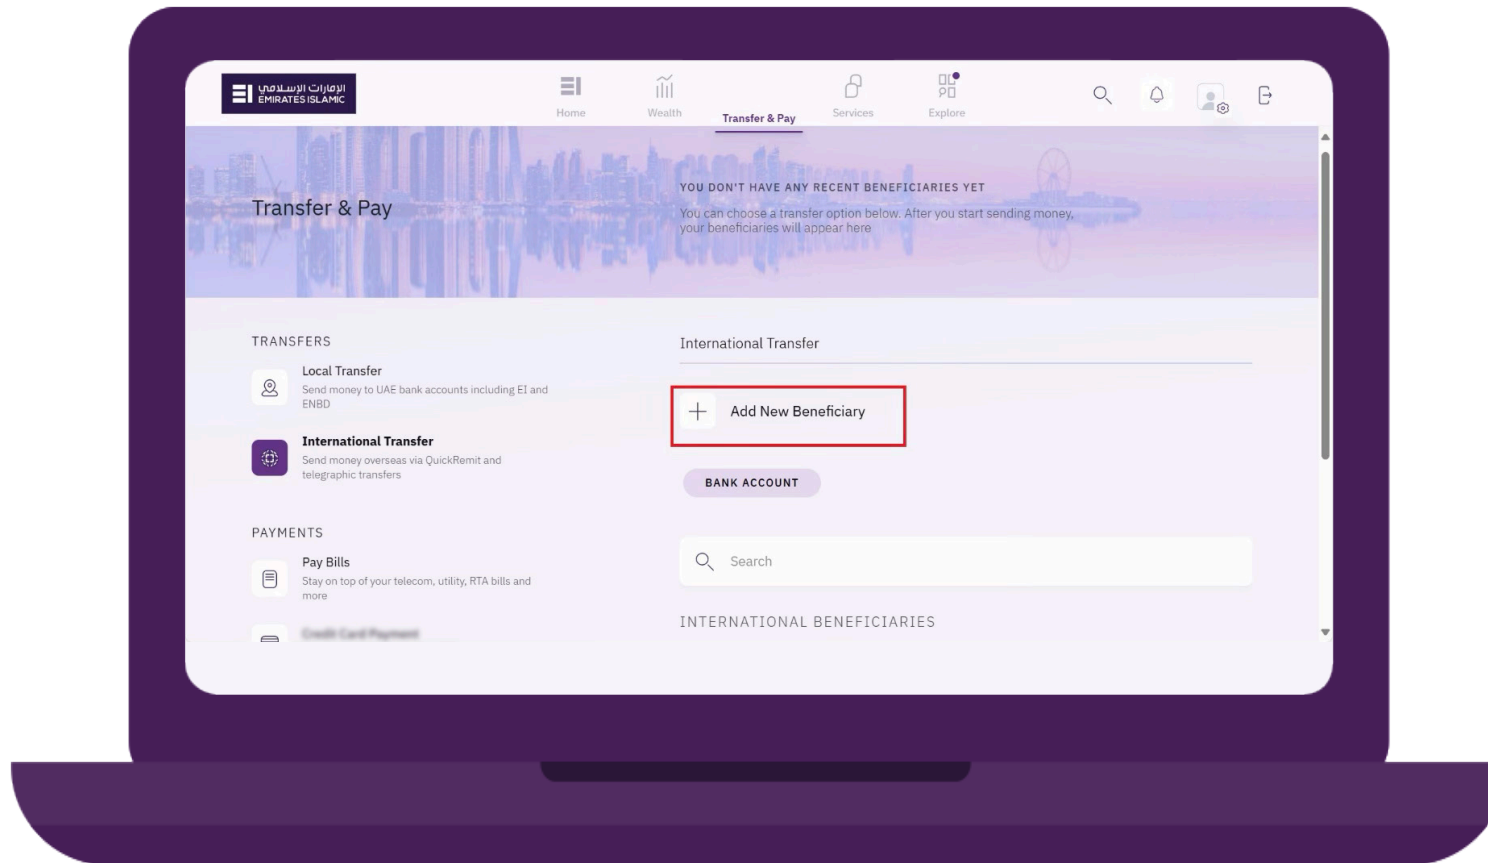 الإمارات الإسلامي
EMIRATES ISLAMIC
Home
Wealth
Transfer & Pay
Services
Explore
Transfer & Pay
YOU DON'T HAVE ANY RECENT BENEFICIARIES YET
You can choose a transfer option below. After you start sending money,
your beneficiaries will appear here
TRANSFERS
Local Transfer
Send money to UAE bank accounts including EI and
ENBD
International Transfer
Send money overseas via QuickRemit and
telegraphic transfers
PAYMENTS
Pay Bills
Stay on top of your telecom, utility, RTA bills and
more
Credit Card Payment
International Transfer
Add New Beneficiary
BANK ACCOUNT
Search
INTERNATIONAL BENEFICIARIES